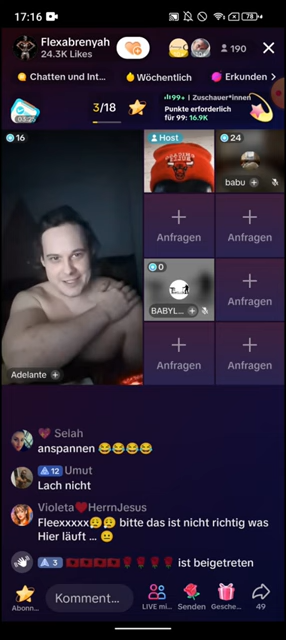 17:16
78
Flexabrenyah
24.3K Likes
190
Chatten und Int...
Wöchentlich
Erkunden
03:25
3/18
99+ | Zuschauer*innen
Punkte erforderlich
für 99: 16.9K
16
Host
24
babu
Anfragen
Anfragen
0
BABYL...
Anfragen
Anfragen
Anfragen
Adelante
Selah
anspannen 😂😂😂😂
12 Umut
Lach nicht
Violeta❤️HerrnJesus
Fleexxxxx😮‍💨😮‍💨 bitte das ist nicht richtig was
Hier läuft ... 😐
3 🌹🌹🌹🌹 ist beigetreten
Abonn...
Komment...
LIVE mi...
Senden
Gesche...
49